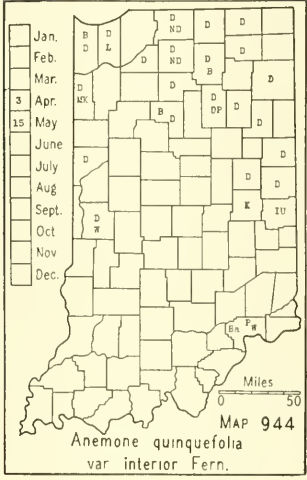 Jan.
Feb.
Mar.
3 Apr.
15 May
June
July
Aug
Sept.
Oct
Nov
Dec.
B
D
D
L
D
ND
D
D
D
MK
D
ND
D
B
D
D
D
B
D
D
DP
D
D
D
D
D
D
K
IU
D
W
P
W
Miles
0 50
MAP 944
Anemone quinquefolia
var interior Fern.